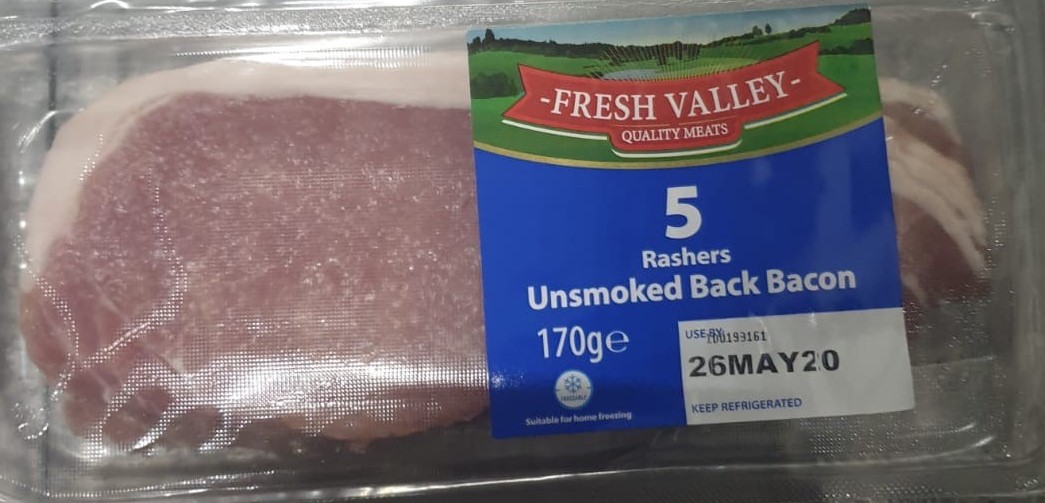 -FRESH VALLEY-
QUALITY MEATS
5
Rashers
Unsmoked Back Bacon
170g℮
FREEZABLE
Suitable for home freezing
USE BY
26MAY20
KEEP REFRIGERATED